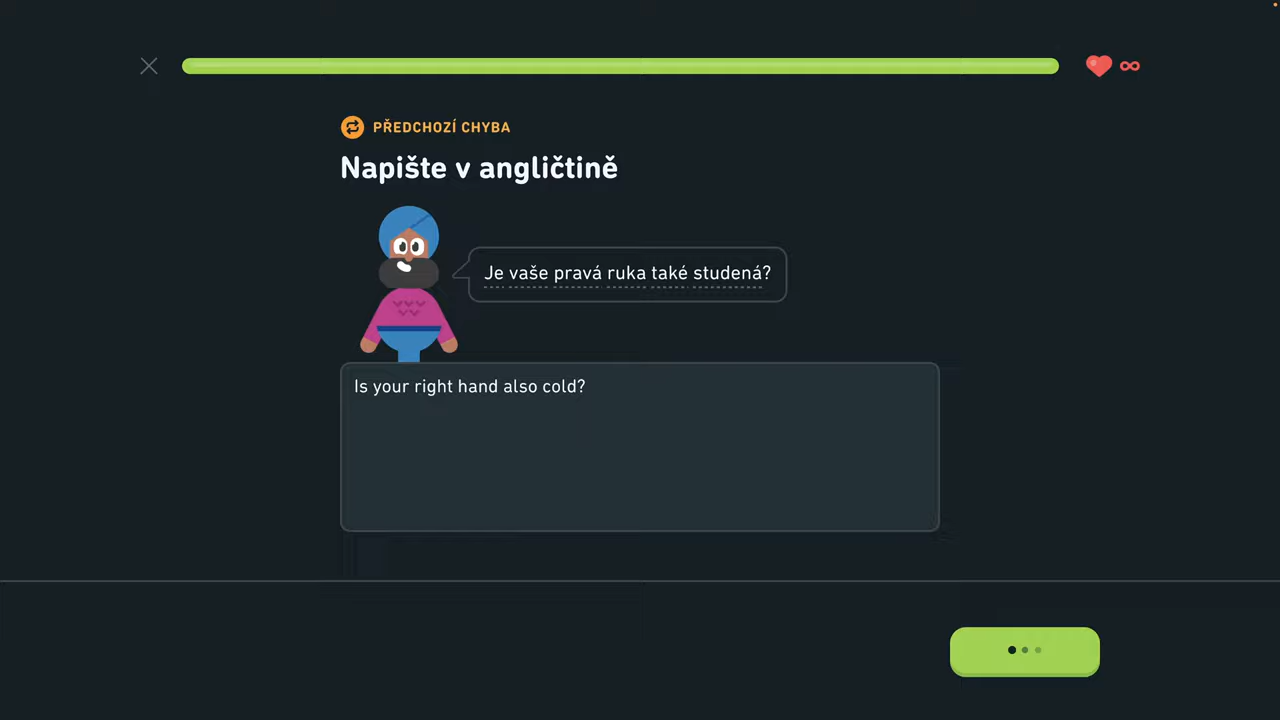 PŘEDCHOZÍ CHYBA
Napište v angličtině
Je vaše pravá ruka také studená?
Is your right hand also cold?